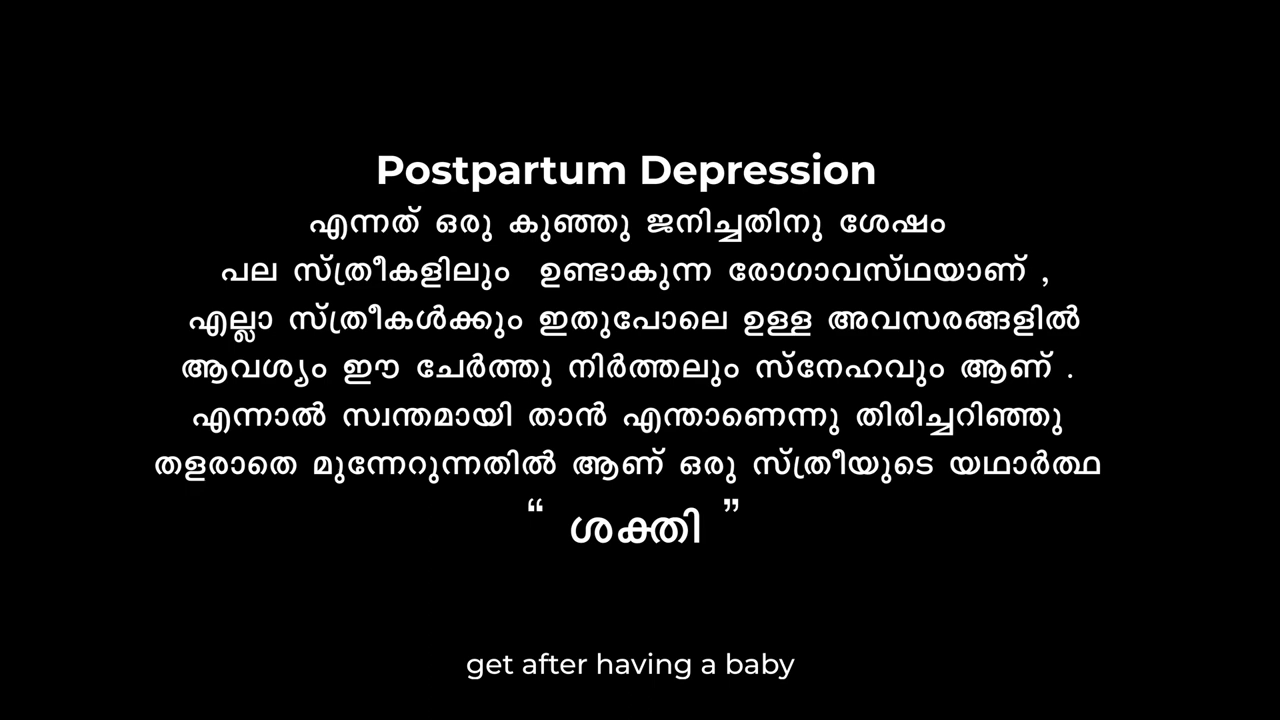 Postpartum Depression
എന്നത് ഒരു കുഞ്ഞു ജനിച്ചതിനു ശേഷം
പല സ്ത്രീകളിലും ഉണ്ടാകുന്ന രോഗാവസ്ഥയാണ് ,
എല്ലാ സ്ത്രീകൾക്കും ഇതുപോലെ ഉള്ള അവസരങ്ങളിൽ
ആവശ്യം ഈ ചേർത്തു നിർത്തലും സ്നേഹവും ആണ് .
എന്നാൽ സ്വന്തമായി താൻ എന്താണെന്നു തിരിച്ചറിഞ്ഞു
തളരാതെ മുന്നേറുന്നതിൽ ആണ് ഒരു സ്ത്രീയുടെ യഥാർത്ഥ
“ ശക്തി ”
get after having a baby